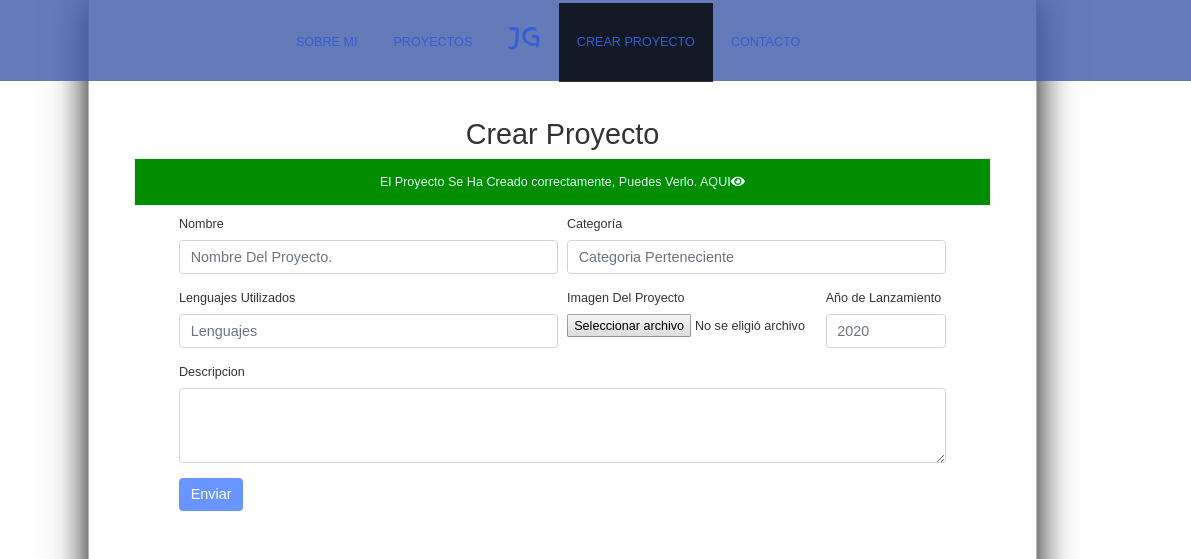 SOBRE MI PROYECTOS JG CREAR PROYECTO CONTACTO
Crear Proyecto
El Proyecto Se Ha Creado correctamente, Puedes Verlo. AQUI
Nombre Categoría
Nombre Del Proyecto. Categoria Perteneciente
Lenguajes Utilizados Imagen Del Proyecto Año de Lanzamiento
Lenguajes Seleccionar archivo No se eligió archivo 2020
Descripcion
Enviar